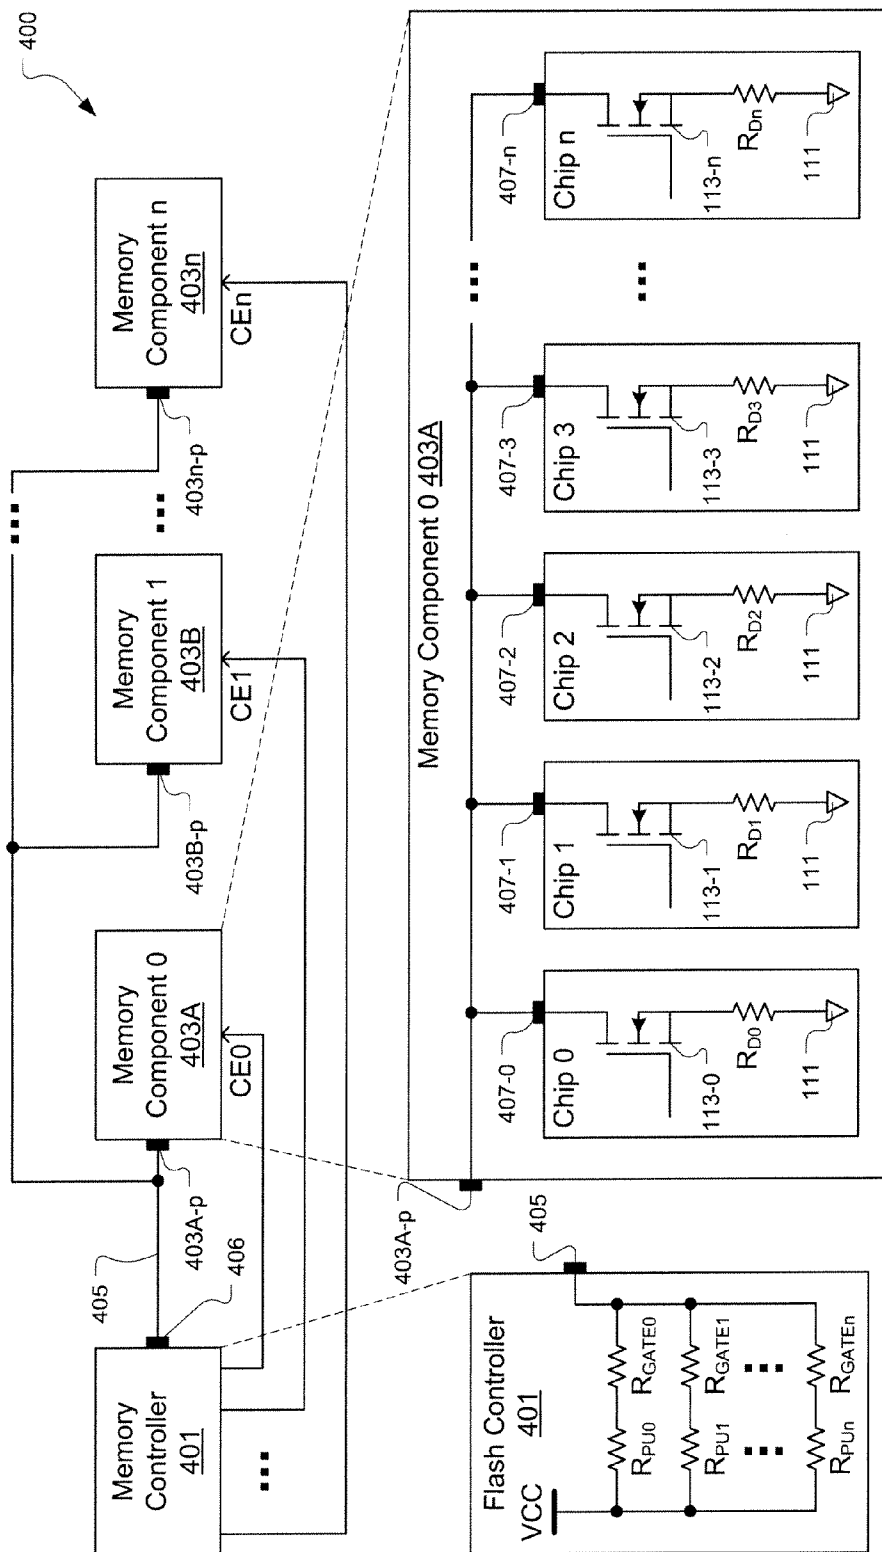 400
Memory
Controller
401
405
406
403A-p
Memory
Component 0
403A
CE0
403B-p
Memory
Component 1
403B
CE1
403n-p
Memory
Component n
403n
CEn
Flash Controller
401
VCC
405
RPU0
RGATE0
RPU1
RGATE1
RPUn
RGATEn
Memory Component 0 403A
403A-p
407-0
Chip 0
113-0
RD0
111
407-1
Chip 1
113-1
RD1
111
407-2
Chip 2
113-2
RD2
111
407-3
Chip 3
113-3
RD3
111
407-n
Chip n
113-n
RDn
111